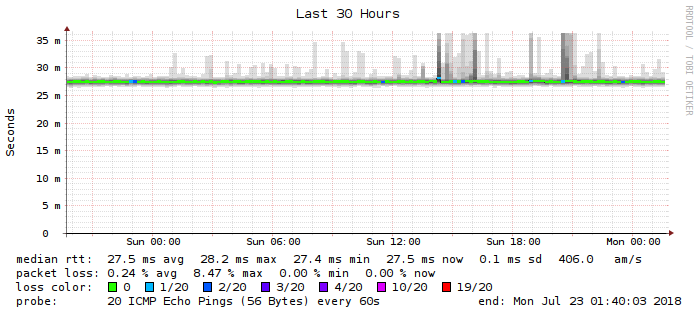 Last 30 Hours
RRDTOOL / TOBI OETIKER
Seconds
35 m
30 m
25 m
20 m
15 m
10 m
5 m
0
Sun 00:00 Sun 06:00 Sun 12:00 Sun 18:00 Mon 00:00
median rtt: 27.5 ms avg 28.2 ms max 27.4 ms min 27.5 ms now 0.1 ms sd 406.0 am/s
packet loss: 0.24 % avg 8.47 % max 0.00 % min 0.00 % now
loss color: 0 1/20 2/20 3/20 4/20 10/20 19/20
probe: 20 ICMP Echo Pings (56 Bytes) every 60s end: Mon Jul 23 01:40:03 2018